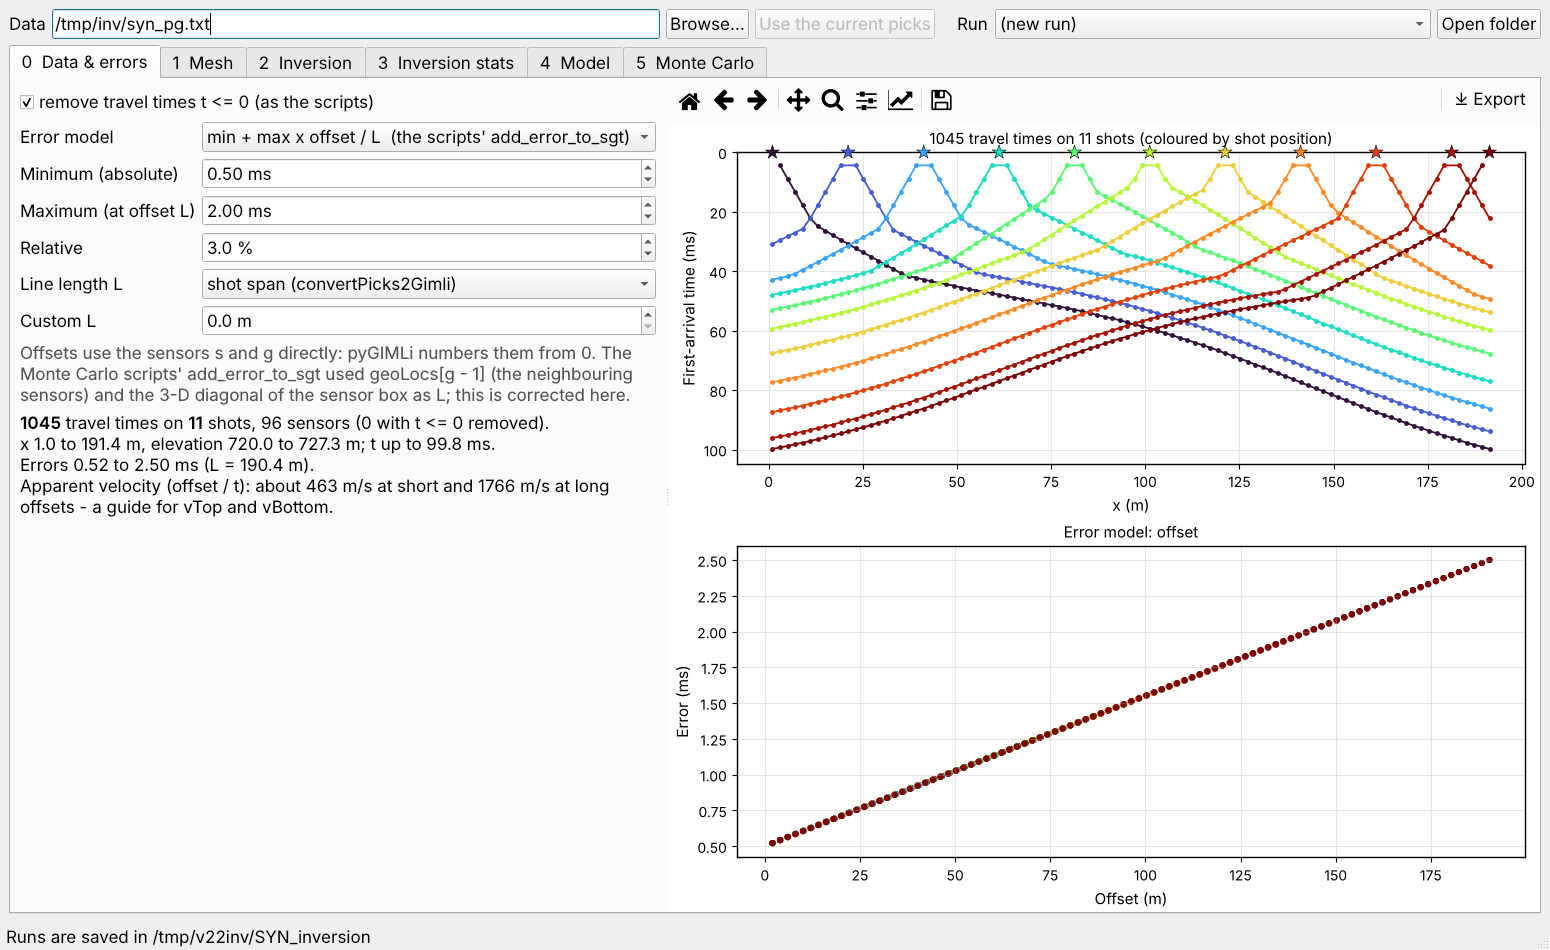 Data /tmp/inv/syn_pg.txt Browse... Use the current picks Run (new run) Open folder
0 Data & errors 1 Mesh 2 Inversion 3 Inversion stats 4 Model 5 Monte Carlo
remove travel times t <= 0 (as the scripts)
Error model min + max x offset / L (the scripts' add_error_to_sgt)
Minimum (absolute) 0.50 ms
Maximum (at offset L) 2.00 ms
Relative 3.0 %
Line length L shot span (convertPicks2Gimli)
Custom L 0.0 m
Offsets use the sensors s and g directly: pyGIMLi numbers them from 0. The
Monte Carlo scripts' add_error_to_sgt used geoLocs[g - 1] (the neighbouring
sensors) and the 3-D diagonal of the sensor box as L; this is corrected here.
1045 travel times on 11 shots, 96 sensors (0 with t <= 0 removed).
x 1.0 to 191.4 m, elevation 720.0 to 727.3 m; t up to 99.8 ms.
Errors 0.52 to 2.50 ms (L = 190.4 m).
Apparent velocity (offset / t): about 463 m/s at short and 1766 m/s at long
offsets - a guide for vTop and vBottom.
Export
1045 travel times on 11 shots (coloured by shot position)
First-arrival time (ms)
0
20
40
60
80
100
0 25 50 75 100 125 150 175 200
x (m)
Error model: offset
Error (ms)
2.50
2.25
2.00
1.75
1.50
1.25
1.00
0.75
0.50
0 25 50 75 100 125 150 175
Offset (m)
Runs are saved in /tmp/v22inv/SYN_inversion